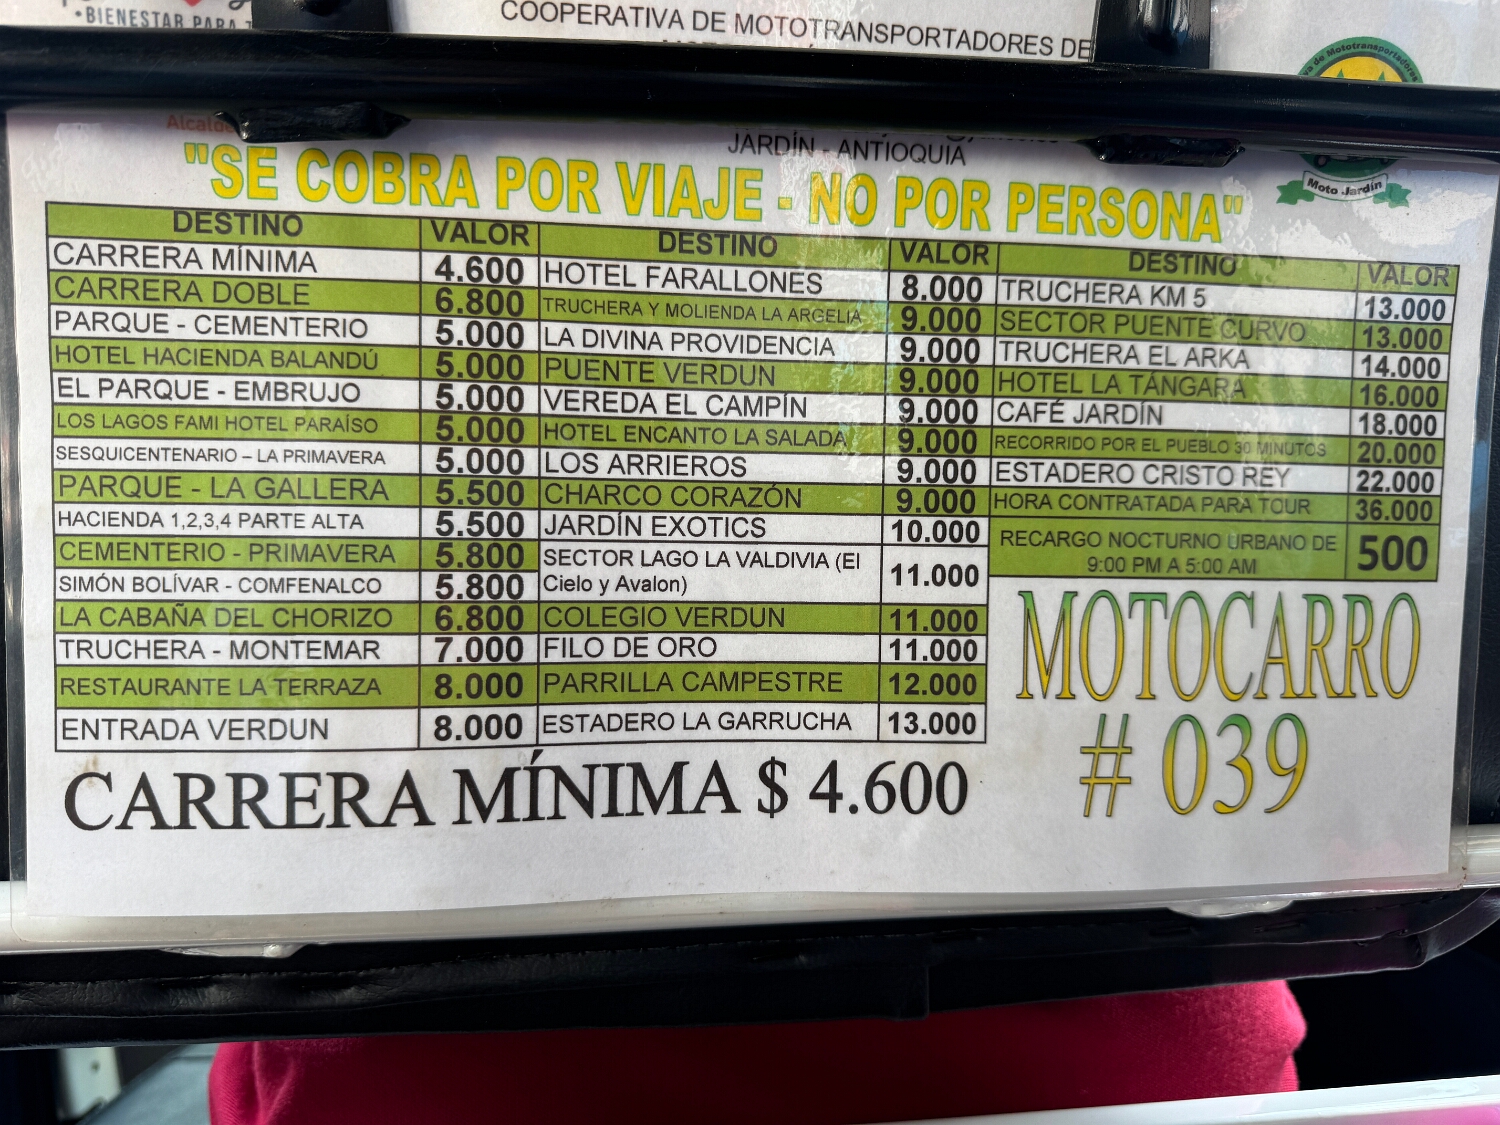 •BIENESTAR PARA T
COOPERATIVA DE MOTOTRANSPORTADORES DE
de Mototransportadores
Alcald
JARDÍN - ANTIOQUIA
Moto Jardín
"SE COBRA POR VIAJE - NO POR PERSONA"
DESTINO VALOR
CARRERA MÍNIMA 4.600
CARRERA DOBLE 6.800
PARQUE - CEMENTERIO 5.000
HOTEL HACIENDA BALANDÚ 5.000
EL PARQUE - EMBRUJO 5.000
LOS LAGOS FAMI HOTEL PARAÍSO 5.000
SESQUICENTENARIO – LA PRIMAVERA 5.000
PARQUE - LA GALLERA 5.500
HACIENDA 1,2,3,4 PARTE ALTA 5.500
CEMENTERIO - PRIMAVERA 5.800
SIMÓN BOLÍVAR - COMFENALCO 5.800
LA CABAÑA DEL CHORIZO 6.800
TRUCHERA - MONTEMAR 7.000
RESTAURANTE LA TERRAZA 8.000
ENTRADA VERDUN 8.000
DESTINO VALOR
HOTEL FARALLONES 8.000
TRUCHERA Y MOLIENDA LA ARGELIA 9.000
LA DIVINA PROVIDENCIA 9.000
PUENTE VERDUN 9.000
VEREDA EL CAMPÍN 9.000
HOTEL ENCANTO LA SALADA 9.000
LOS ARRIEROS 9.000
CHARCO CORAZÓN 9.000
JARDÍN EXOTICS 10.000
SECTOR LAGO LA VALDIVIA (El
Cielo y Avalon) 11.000
COLEGIO VERDUN 11.000
FILO DE ORO 11.000
PARRILLA CAMPESTRE 12.000
ESTADERO LA GARRUCHA 13.000
DESTINO VALOR
TRUCHERA KM 5 13.000
SECTOR PUENTE CURVO 13.000
TRUCHERA EL ARKA 14.000
HOTEL LA TÁNGARA 16.000
CAFÉ JARDÍN 18.000
RECORRIDO POR EL PUEBLO 30 MINUTOS 20.000
ESTADERO CRISTO REY 22.000
HORA CONTRATADA PARA TOUR 36.000
RECARGO NOCTURNO URBANO DE
9:00 PM A 5:00 AM 500
MOTOCARRO
# 039
CARRERA MÍNIMA $ 4.600